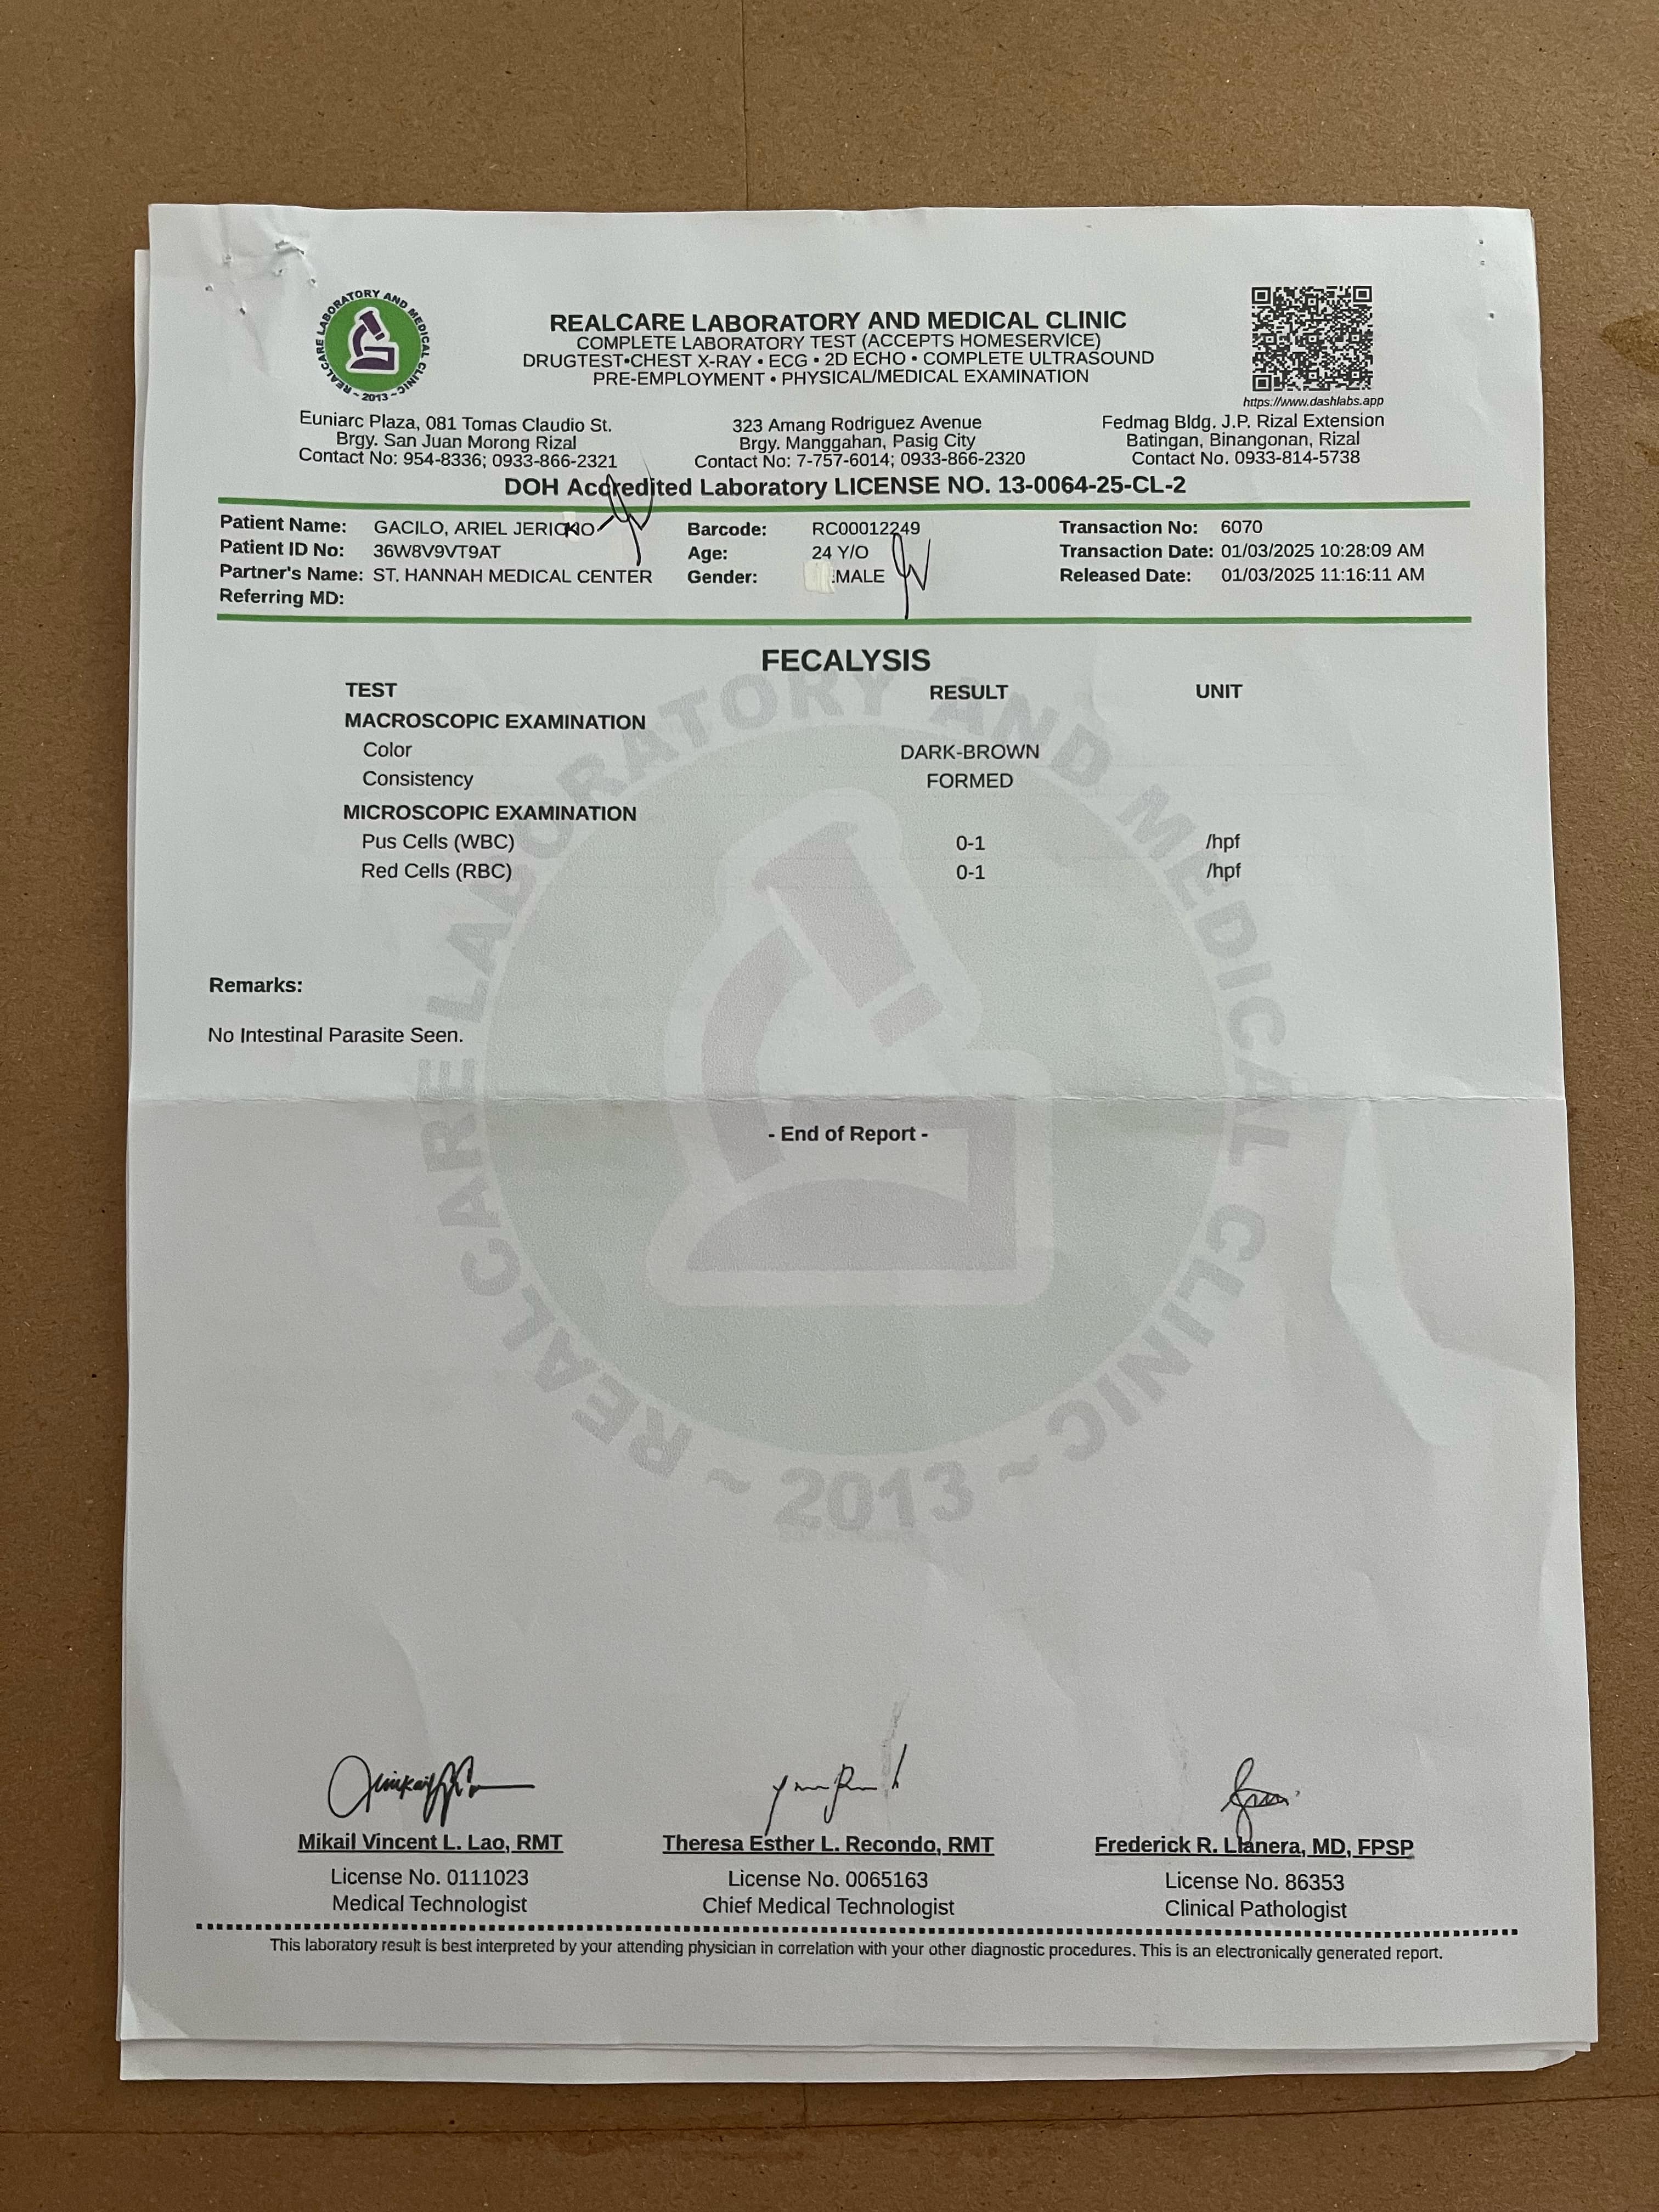 REALCARE LABORATORY AND MEDICAL CLINIC
~ 2013 ~
REALCARE LABORATORY AND MEDICAL CLINIC
COMPLETE LABORATORY TEST (ACCEPTS HOMESERVICE)
DRUGTEST•CHEST X-RAY • ECG • 2D ECHO • COMPLETE ULTRASOUND
PRE-EMPLOYMENT • PHYSICAL/MEDICAL EXAMINATION
https://www.dashlabs.app
Euniarc Plaza, 081 Tomas Claudio St.
Brgy. San Juan Morong Rizal
Contact No: 954-8336; 0933-866-2321
323 Amang Rodriguez Avenue
Brgy. Manggahan, Pasig City
Contact No: 7-757-6014; 0933-866-2320
Fedmag Bldg. J.P. Rizal Extension
Batingan, Binangonan, Rizal
Contact No. 0933-814-5738
DOH Accredited Laboratory LICENSE NO. 13-0064-25-CL-2
Patient Name: GACILO, ARIEL
Patient ID No: 36W8V9VT9AT
Partner's Name: ST. HANNAH MEDICAL CENTER
Referring MD:
Barcode: RC00012249
Age: 24 Y/O
Gender: MALE
Transaction No: 6070
Transaction Date: 01/03/2025 10:28:09 AM
Released Date: 01/03/2025 11:16:11 AM
FECALYSIS
TEST RESULT UNIT
MACROSCOPIC EXAMINATION
Color DARK-BROWN
Consistency FORMED
MICROSCOPIC EXAMINATION
Pus Cells (WBC) 0-1 /hpf
Red Cells (RBC) 0-1 /hpf
Remarks:
No Intestinal Parasite Seen.
- End of Report -
REALCARE LABORATORY AND MEDICAL CLINIC
~ 2013 ~
Mikail Vincent L. Lao, RMT
License No. 0111023
Medical Technologist
Theresa Esther L. Recondo, RMT
License No. 0065163
Chief Medical Technologist
Frederick R. Llanera, MD, FPSP
License No. 86353
Clinical Pathologist
This laboratory result is best interpreted by your attending physician in correlation with your other diagnostic procedures. This is an electronically generated report.